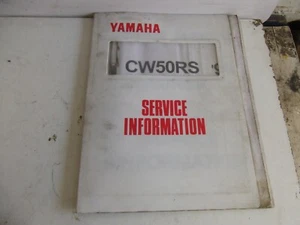 YAMAHA
CW50RS
SERVICE
INFORMATION